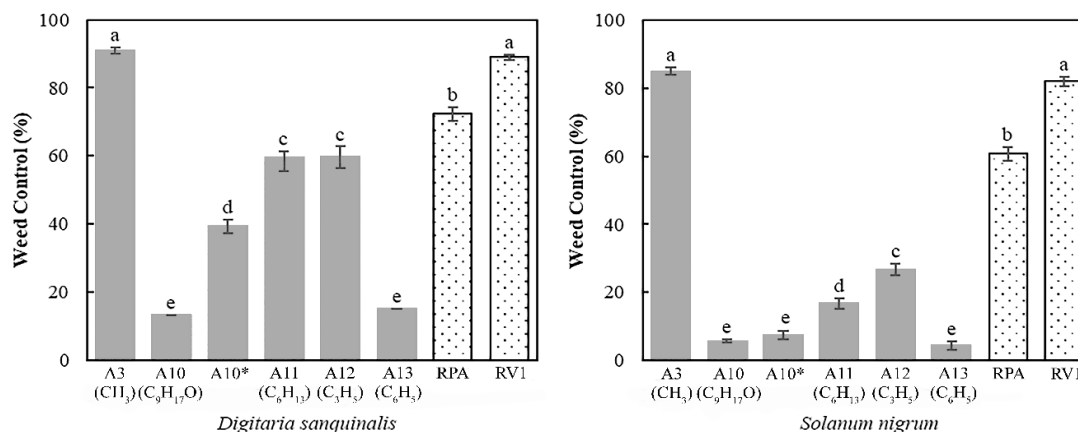 Weed Control (%)
100
80
60
40
20
0
a
e
d
c
c
e
b
a
A3 A10 A10* A11 A12 A13 RPA RV1
(CH₃) (C₉H₁₇O) (C₆H₁₃) (C₃H₅) (C₆H₅)
Digitaria sanquinalis
Weed Control (%)
100
80
60
40
20
0
a
e
e
d
c
e
b
a
A3 A10 A10* A11 A12 A13 RPA RV1
(CH₃) (C₉H₁₇O) (C₆H₁₃) (C₃H₅) (C₆H₅)
Solanum nigrum